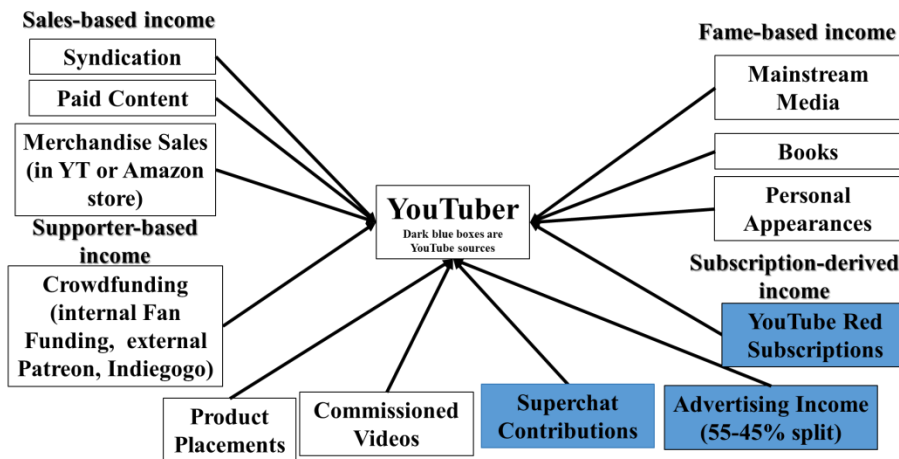 Sales-based income
Syndication
Paid Content
Merchandise Sales
(in YT or Amazon
store)
Supporter-based
income
Crowdfunding
(internal Fan
Funding, external
Patreon, Indiegogo)
Product
Placements
Commissioned
Videos
YouTuber
Dark blue boxes are
YouTube sources
Superchat
Contributions
Fame-based income
Mainstream
Media
Books
Personal
Appearances
Subscription-derived
income
YouTube Red
Subscriptions
Advertising Income
(55-45% split)